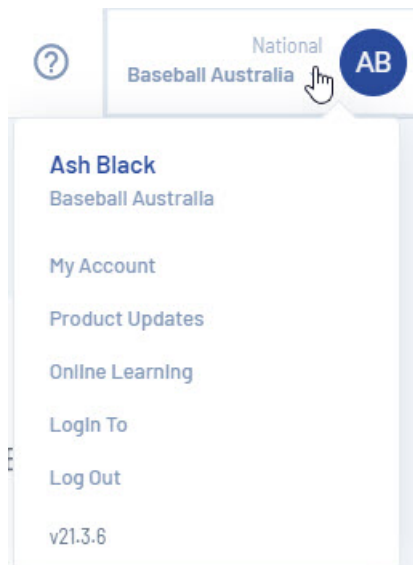 ?
National
Baseball Australia
AB
Ash Black
Baseball Australia
My Account
Product Updates
Online Learning
Login To
Log Out
v21.3.6